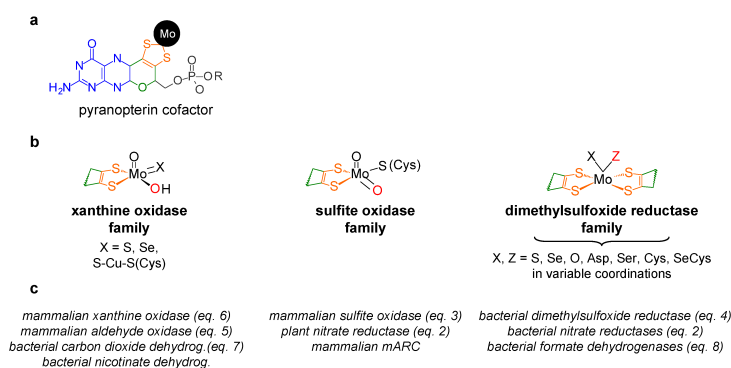 a
Mo
O
S
HN
N
N
S
H2N
N
N
O
O
O
P
OR
O
pyranopterin cofactor
b
O
S
Mo
X
S
OH
O
S
Mo
S(Cys)
S
O
X
Z
S
Mo
S
S
S
xanthine oxidase
family
X = S, Se,
S-Cu-S(Cys)
sulfite oxidase
family
dimethylsulfoxide reductase
family
X, Z = S, Se, O, Asp, Ser, Cys, SeCys
in variable coordinations
c
mammalian xanthine oxidase (eq. 6)
mammalian aldehyde oxidase (eq. 5)
bacterial carbon dioxide dehydrog.(eq. 7)
bacterial nicotinate dehydrog.
mammalian sulfite oxidase (eq. 3)
plant nitrate reductase (eq. 2)
mammalian mARC
bacterial dimethylsulfoxide reductase (eq. 4)
bacterial nitrate reductases (eq. 2)
bacterial formate dehydrogenases (eq. 8)